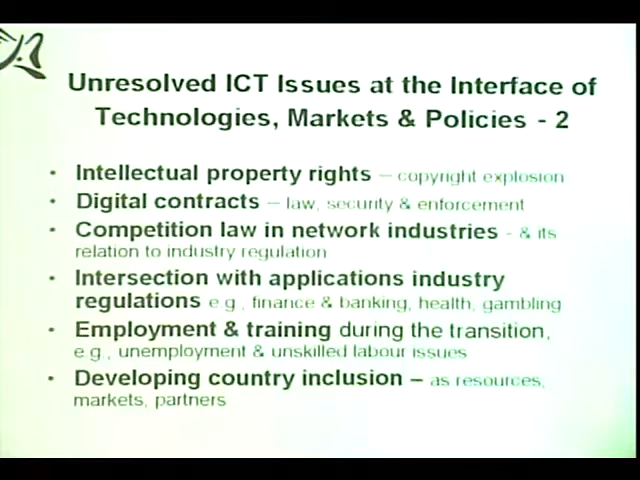 Unresolved ICT Issues at the Interface of
Technologies, Markets & Policies - 2
• Intellectual property rights – copyright explosion
• Digital contracts – law, security & enforcement
• Competition law in network industries - & its
relation to industry regulation
• Intersection with applications industry
regulations e.g., finance & banking, health, gambling
• Employment & training during the transition,
e.g., unemployment & unskilled labour issues
• Developing country inclusion – as resources,
markets, partners